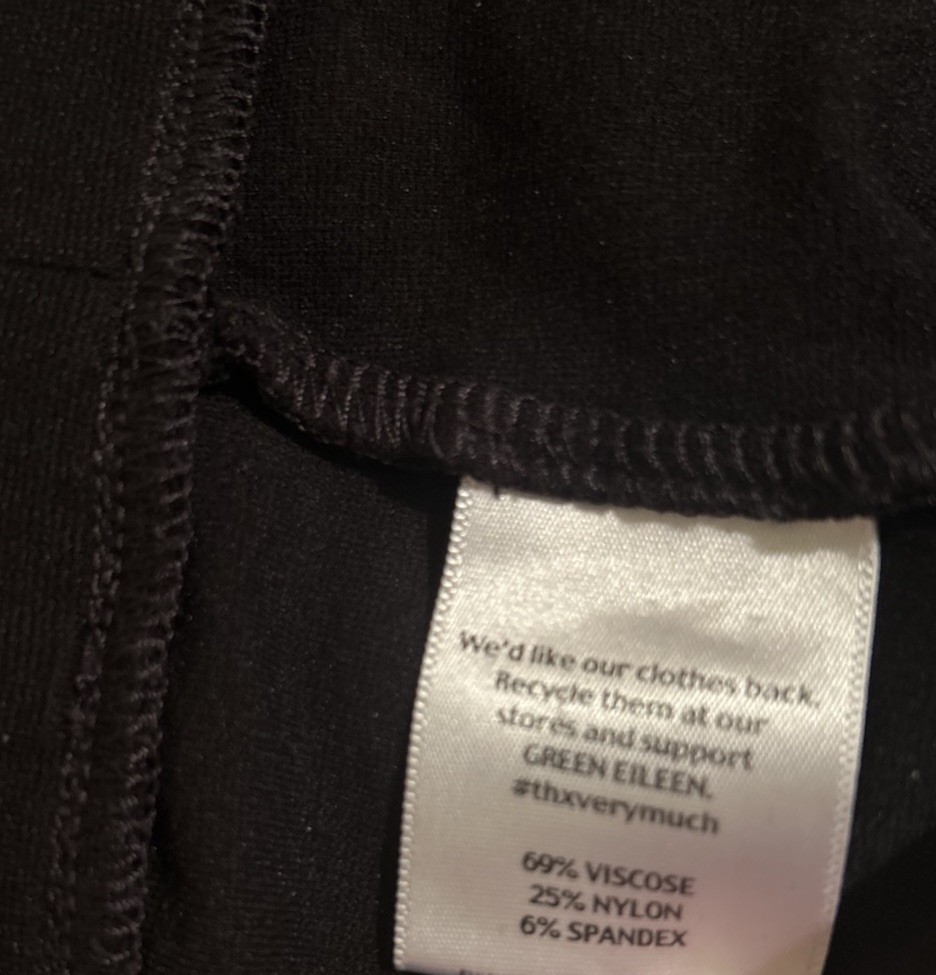 We'd like our clothes back.
Recycle them at our
stores and support
GREEN EILEEN.
#thxverymuch
69% VISCOSE
25% NYLON
6% SPANDEX